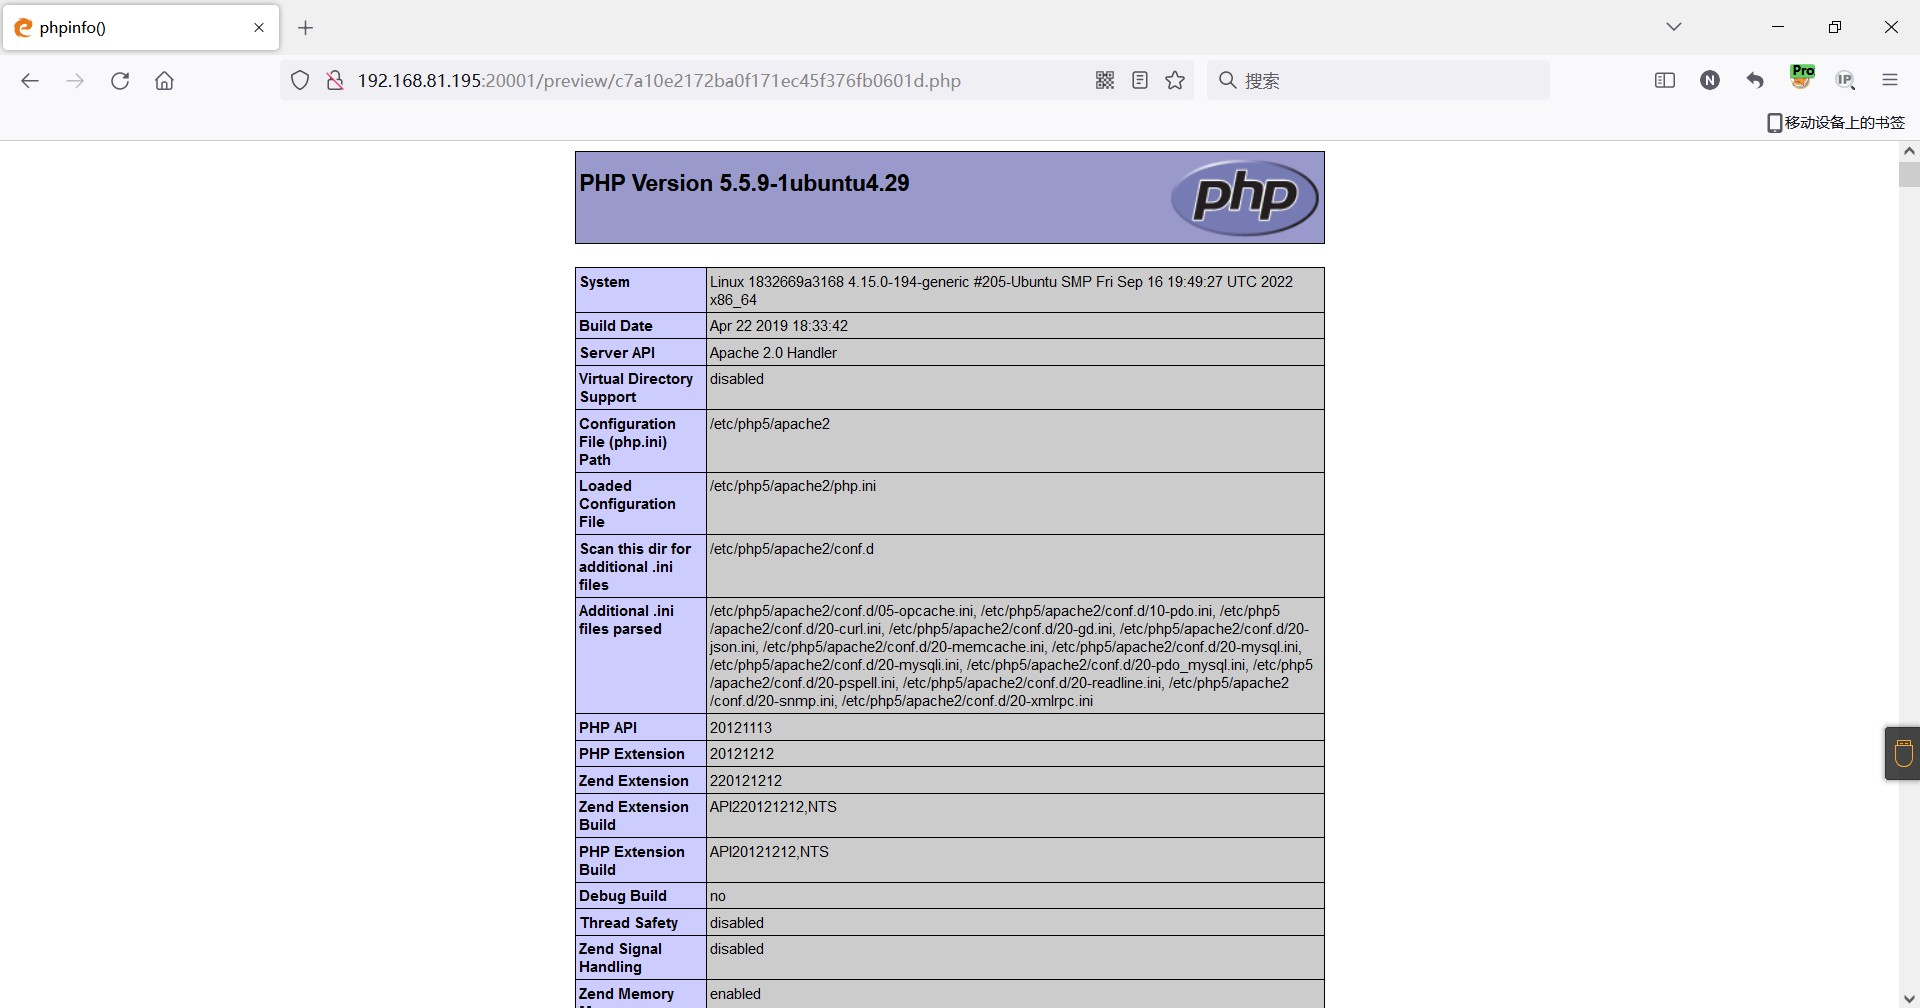 phpinfo()
192.168.81.195:20001/preview/c7a10e2172ba0f171ec45f376fb0601d.php
搜索
N
Pro
IP
移动设备上的书签
PHP Version 5.5.9-1ubuntu4.29
php
System
Linux 1832669a3168 4.15.0-194-generic #205-Ubuntu SMP Fri Sep 16 19:49:27 UTC 2022
x86_64
Build Date
Apr 22 2019 18:33:42
Server API
Apache 2.0 Handler
Virtual Directory
Support
disabled
Configuration
File (php.ini)
Path
/etc/php5/apache2
Loaded
Configuration
File
/etc/php5/apache2/php.ini
Scan this dir for
additional .ini
files
/etc/php5/apache2/conf.d
Additional .ini
files parsed
/etc/php5/apache2/conf.d/05-opcache.ini, /etc/php5/apache2/conf.d/10-pdo.ini, /etc/php5
/apache2/conf.d/20-curl.ini, /etc/php5/apache2/conf.d/20-gd.ini, /etc/php5/apache2/conf.d/20-
json.ini, /etc/php5/apache2/conf.d/20-memcache.ini, /etc/php5/apache2/conf.d/20-mysql.ini,
/etc/php5/apache2/conf.d/20-mysqli.ini, /etc/php5/apache2/conf.d/20-pdo_mysql.ini, /etc/php5
/apache2/conf.d/20-pspell.ini, /etc/php5/apache2/conf.d/20-readline.ini, /etc/php5/apache2
/conf.d/20-snmp.ini, /etc/php5/apache2/conf.d/20-xmlrpc.ini
PHP API
20121113
PHP Extension
20121212
Zend Extension
220121212
Zend Extension
Build
API220121212,NTS
PHP Extension
Build
API20121212,NTS
Debug Build
no
Thread Safety
disabled
Zend Signal
Handling
disabled
Zend Memory
enabled